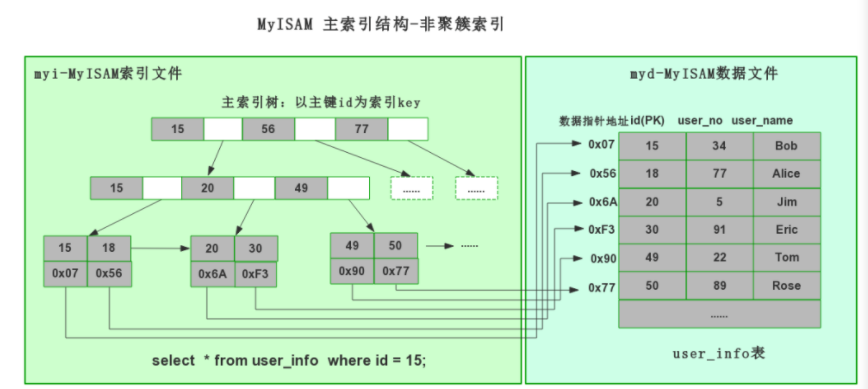 MyISAM 主索引结构-非聚簇索引
myi-MyISAM索引文件
主索引树：以主键id为索引key
15 56 77
15 20 49 ...... ......
15 18 20 30 49 50 ......
0x07 0x56 0x6A 0xF3 0x90 0x77
select * from user_info where id = 15;
myd-MyISAM数据文件
数据指针地址 id(PK) user_no user_name
0x07 15 34 Bob
0x56 18 77 Alice
0x6A 20 5 Jim
0xF3 30 91 Eric
0x90 49 22 Tom
0x77 50 89 Rose
......
user_info表